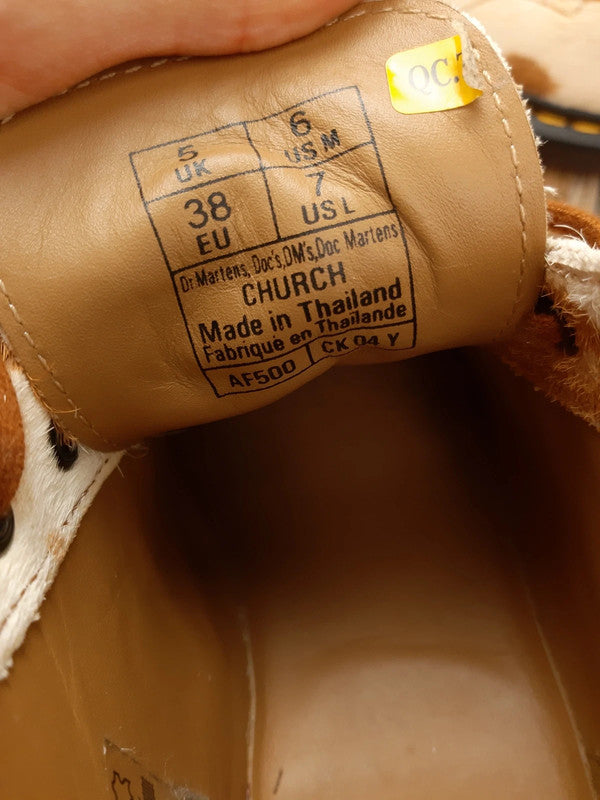 QC.
5
UK
6
US M
38
EU
7
US L
Dr.Martens, Doc's,DM's,Doc Martens
CHURCH
Made in Thailand
Fabrique en Thailande
AF500
CK 04 Y